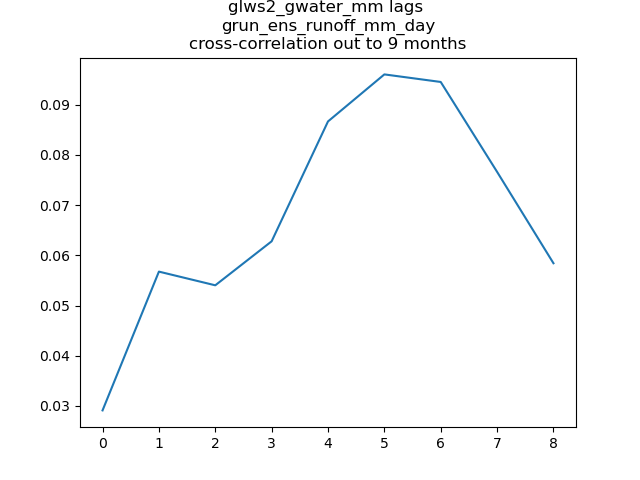 glws2_gwater_mm lags
grun_ens_runoff_mm_day
cross-correlation out to 9 months
0.09
0.08
0.07
0.06
0.05
0.04
0.03
0 1 2 3 4 5 6 7 8